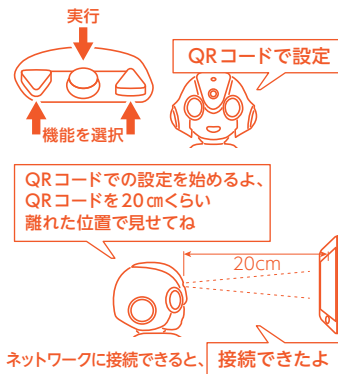 実行
QRコードで設定
機能を選択
QRコードでの設定を始めるよ、
QRコードを20㎝くらい
離れた位置で見せてね
20cm
ネットワークに接続できると、
接続できたよ